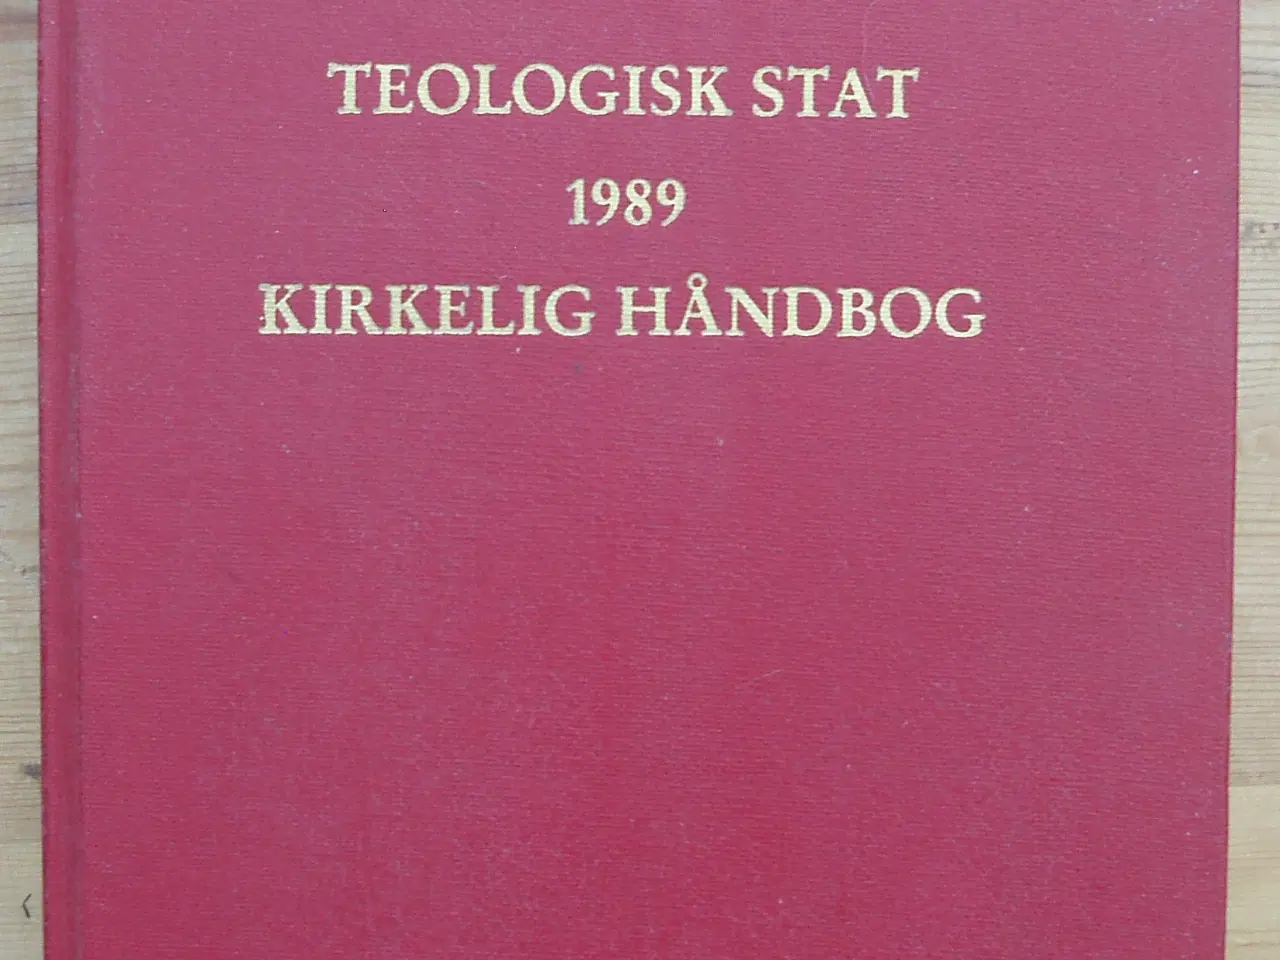 TEOLOGISK STAT
1989
KIRKELIG HÅNDBOG